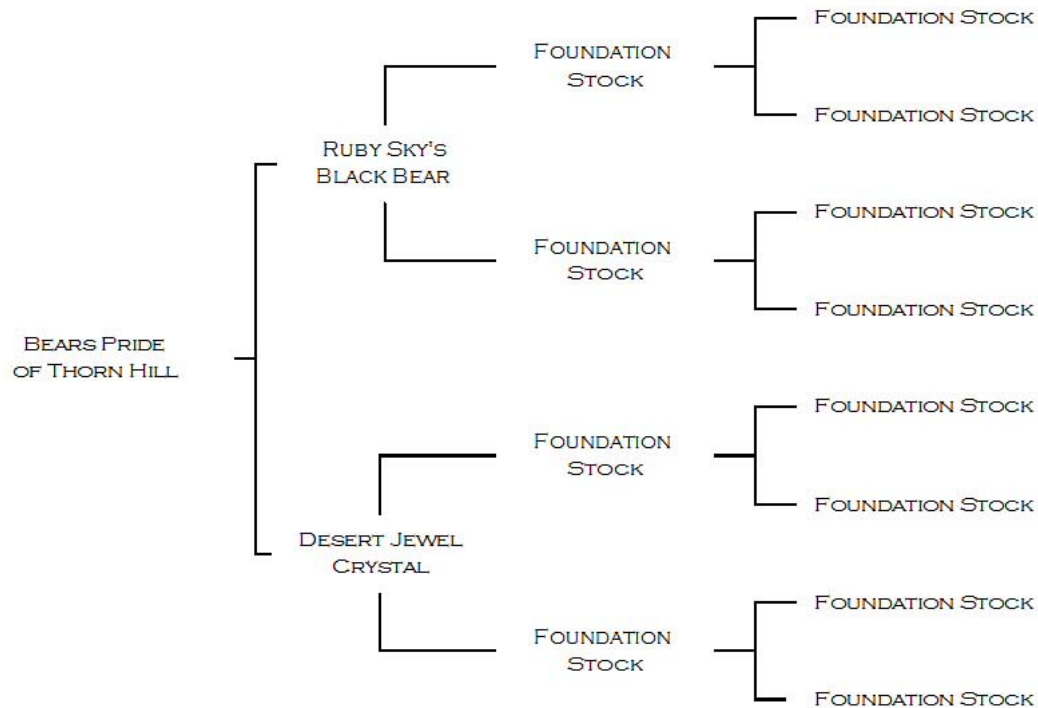 Foundation Stock
Foundation
Stock
Foundation Stock
Ruby Sky's
Black Bear
Foundation Stock
Foundation
Stock
Foundation Stock
Bears Pride
of Thorn Hill
Foundation Stock
Foundation
Stock
Foundation Stock
Desert Jewel
Crystal
Foundation Stock
Foundation
Stock
Foundation Stock